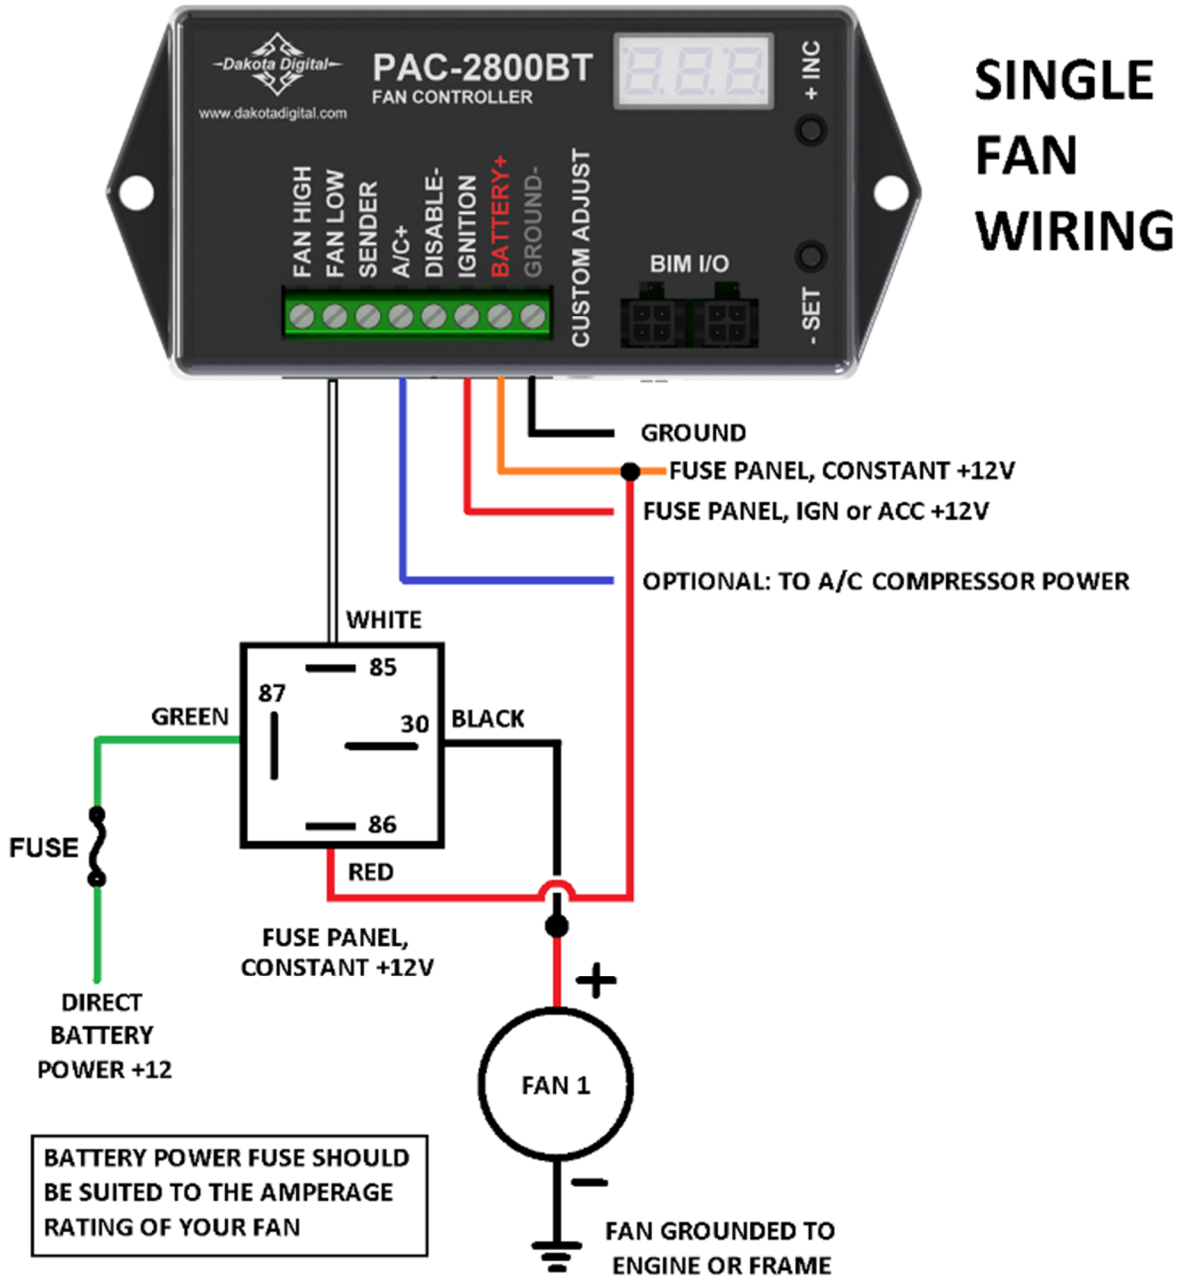 Dakota Digital
www.dakotadigital.com
PAC-2800BT
FAN CONTROLLER
+ INC
- SET
SINGLE
FAN
WIRING
FAN HIGH
FAN LOW
SENDER
A/C+
DISABLE-
IGNITION
BATTERY+
GROUND-
CUSTOM ADJUST
BIM I/O
GROUND
FUSE PANEL, CONSTANT +12V
FUSE PANEL, IGN or ACC +12V
OPTIONAL: TO A/C COMPRESSOR POWER
WHITE
85
87
30
86
GREEN
BLACK
RED
FUSE
FUSE PANEL,
CONSTANT +12V
DIRECT
BATTERY
POWER +12
+
FAN 1
-
BATTERY POWER FUSE SHOULD
BE SUITED TO THE AMPERAGE
RATING OF YOUR FAN
FAN GROUNDED TO
ENGINE OR FRAME